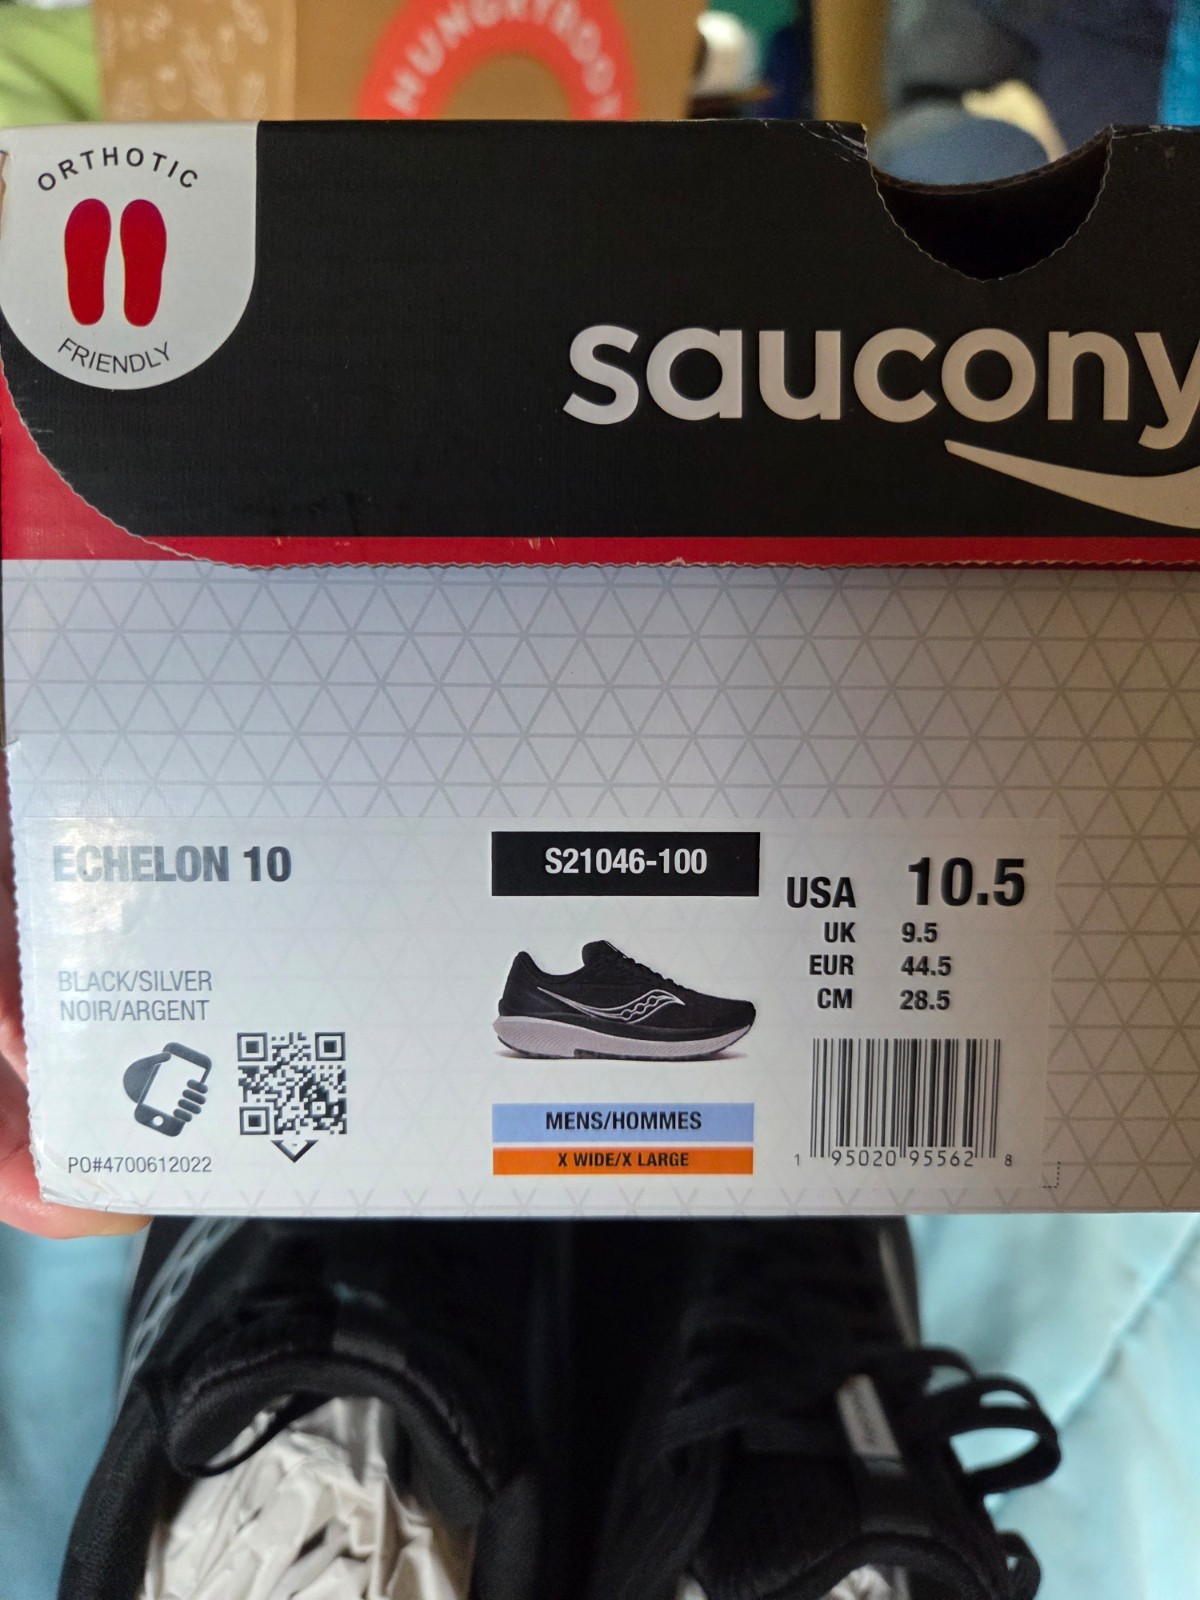 HUNGRYROOT
ORTHOTIC
FRIENDLY
saucony
ECHELON 10
BLACK/SILVER
NOIR/ARGENT
PO#4700612022
S21046-100
MENS/HOMMES
X WIDE/X LARGE
USA 10.5
UK 9.5
EUR 44.5
CM 28.5
1 95020 95562 8